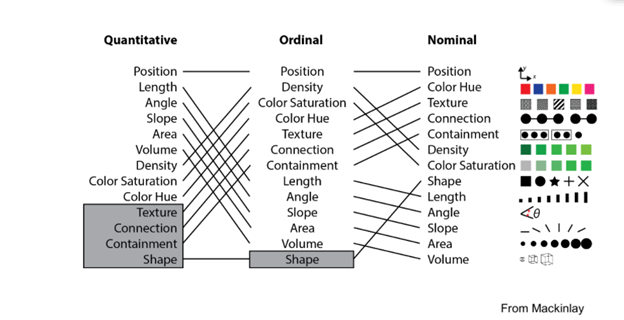 Quantitative Ordinal Nominal
Position Position Position
Length Density Color Hue
Angle Color Saturation Texture
Slope Color Hue Connection
Area Texture Containment
Volume Connection Density
Density Containment Color Saturation
Color Saturation Length Shape
Color Hue Angle Length
Texture Slope Angle θ
Connection Area Slope
Containment Volume Area
Shape Shape Volume
From Mackinlay